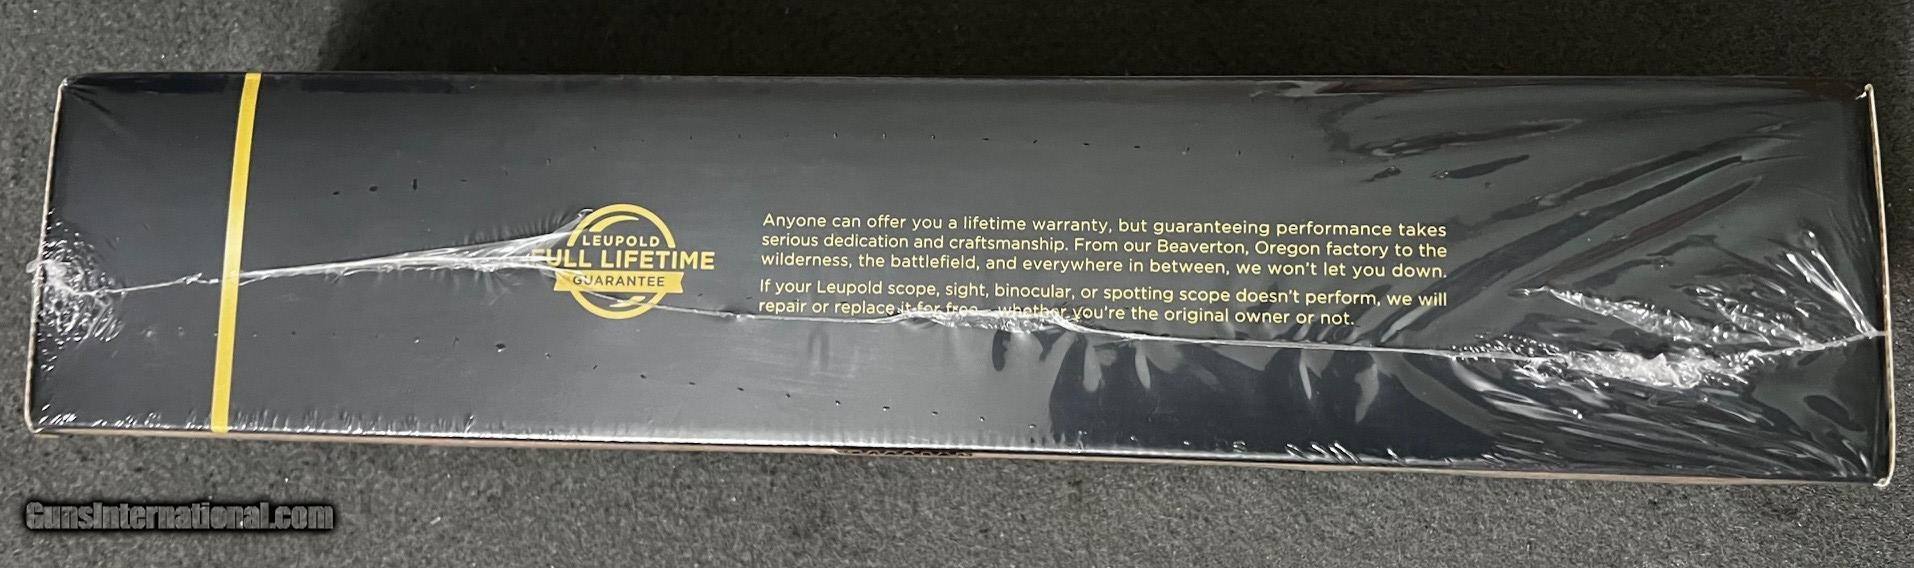 LEUPOLD
FULL LIFETIME
GUARANTEE
Anyone can offer you a lifetime warranty, but guaranteeing performance takes
serious dedication and craftsmanship. From our Beaverton, Oregon factory to the
wilderness, the battlefield, and everywhere in between, we won't let you down.
If your Leupold scope, sight, binocular, or spotting scope doesn't perform, we will
repair or replace it for free – whether you're the original owner or not.
GunsInternational.com